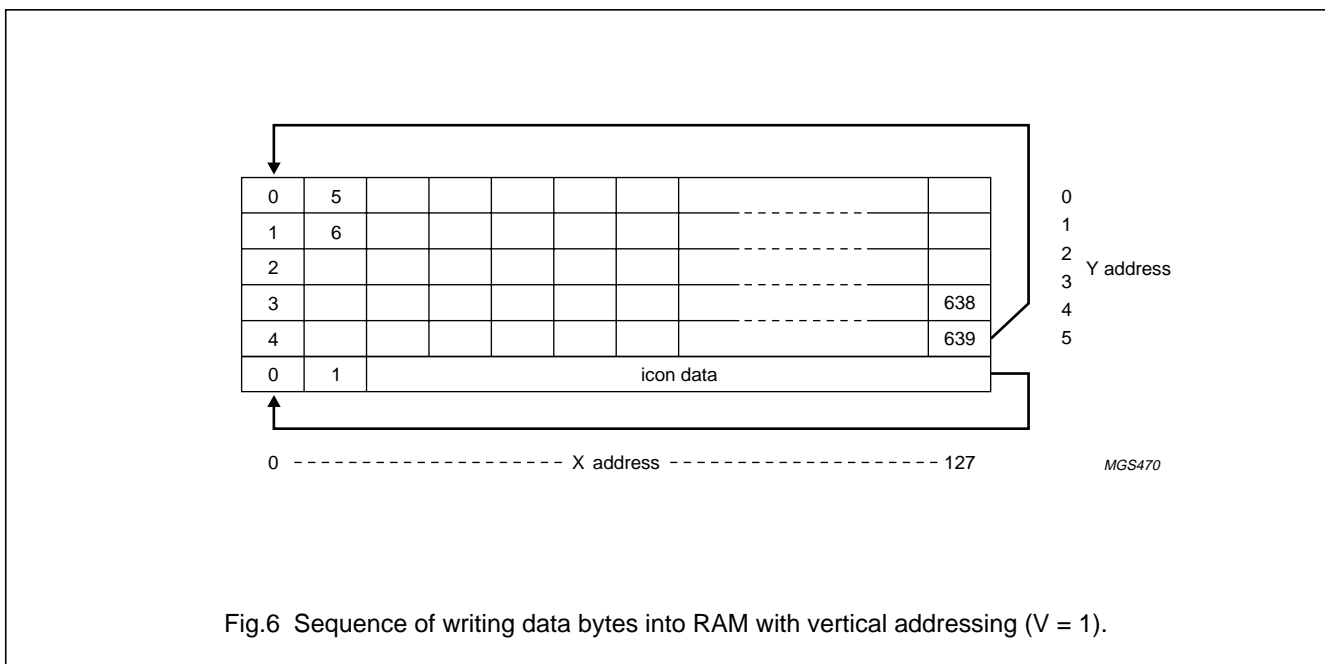 0 5
0
1 6
1
2
2
Y address
3 638
3
4 639
4
5
0 1 icon data
0 X address 127
MGS470
Fig.6 Sequence of writing data bytes into RAM with vertical addressing (V = 1).